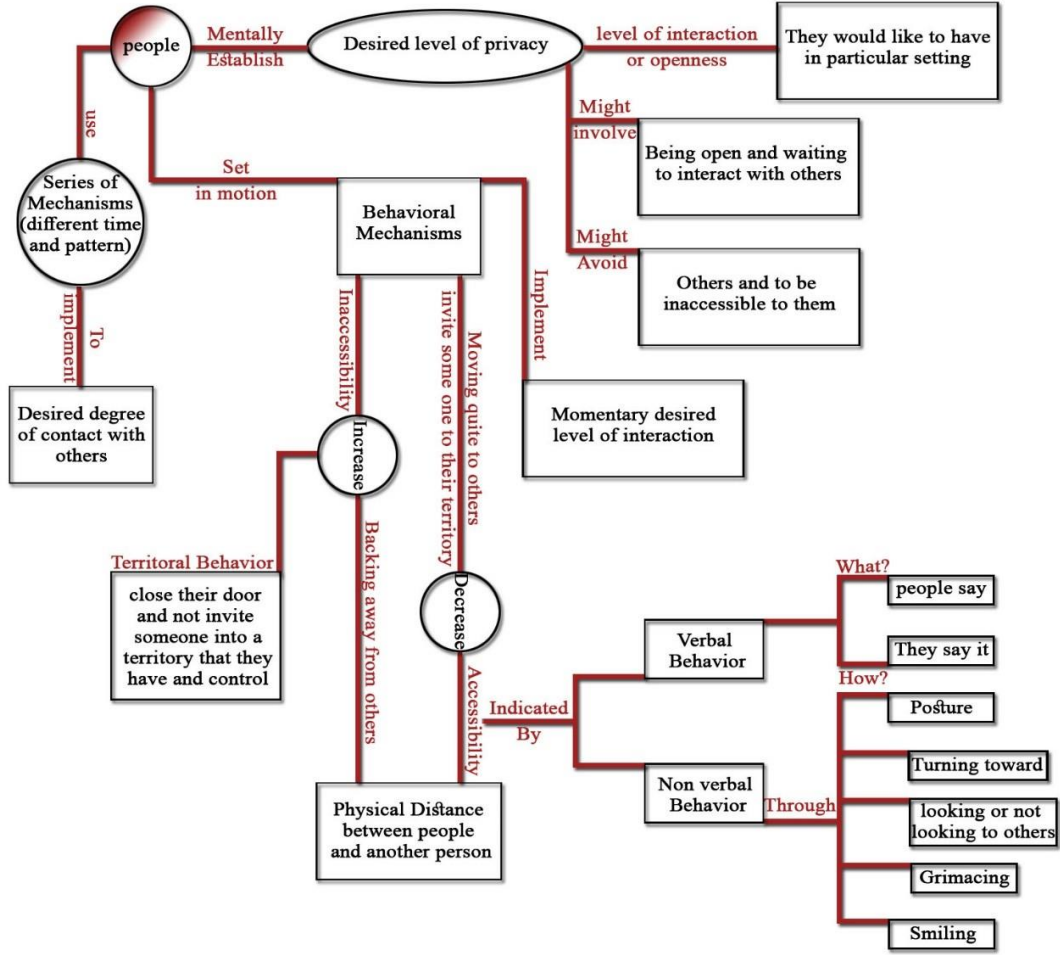 people
Mentally
Establish
Desired level of privacy
level of interaction
or openness
They would like to have
in particular setting
use
Might
involve
Being open and waiting
to interact with others
Set
in motion
Series of
Mechanisms
(different time
and pattern)
Behavioral
Mechanisms
Might
Avoid
Others and to be
inaccessible to them
To
implement
Inaccessibility
Moving quite to others
invite some one to their territory
Implement
Desired degree
of contact with
others
Momentary desired
level of interaction
Increase
Territoral Behavior
close their door
and not invite
someone into a
territory that they
have and control
Backing away from others
Decrease
Accessibility
Physical Distance
between people
and another person
Indicated
By
Verbal
Behavior
What?
people say
They say it
How?
Non verbal
Behavior
Through
Posture
Turning toward
looking or not
looking to others
Grimacing
Smiling